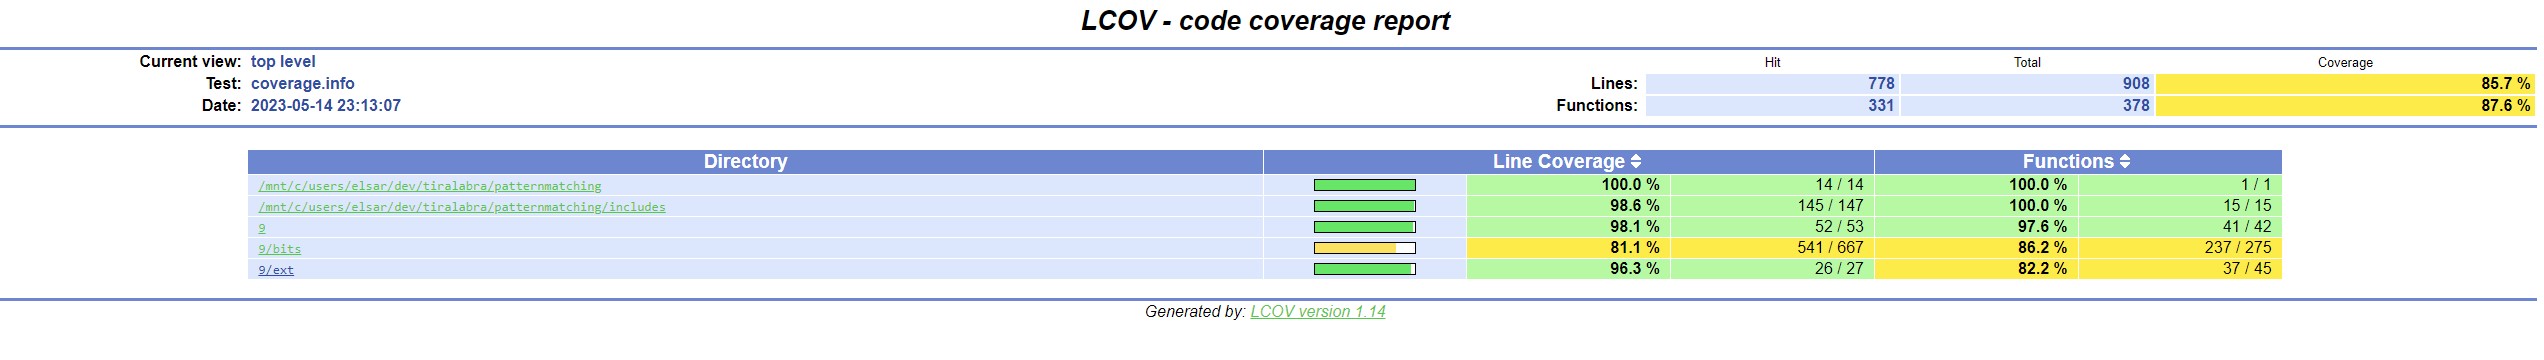 LCOV - code coverage report
Current view: top level
Hit Total Coverage
Test: coverage.info Lines: 778 908 85.7 %
Date: 2023-05-14 23:13:07 Functions: 331 378 87.6 %
Directory Line Coverage Functions
/mnt/c/users/elsar/dev/tiralabra/patternmatching 100.0 % 14 / 14 100.0 % 1 / 1
/mnt/c/users/elsar/dev/tiralabra/patternmatching/includes 98.6 % 145 / 147 100.0 % 15 / 15
9 98.1 % 52 / 53 97.6 % 41 / 42
9/bits 81.1 % 541 / 667 86.2 % 237 / 275
9/ext 96.3 % 26 / 27 82.2 % 37 / 45
Generated by: LCOV version 1.14